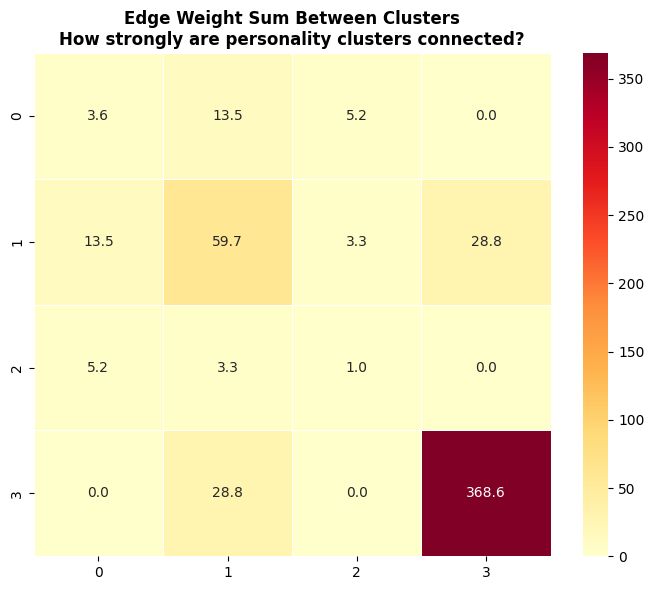 Edge Weight Sum Between Clusters
How strongly are personality clusters connected?
0 3.6 13.5 5.2 0.0
1 13.5 59.7 3.3 28.8
2 5.2 3.3 1.0 0.0
3 0.0 28.8 0.0 368.6
0 1 2 3
350
300
250
200
150
100
50
0